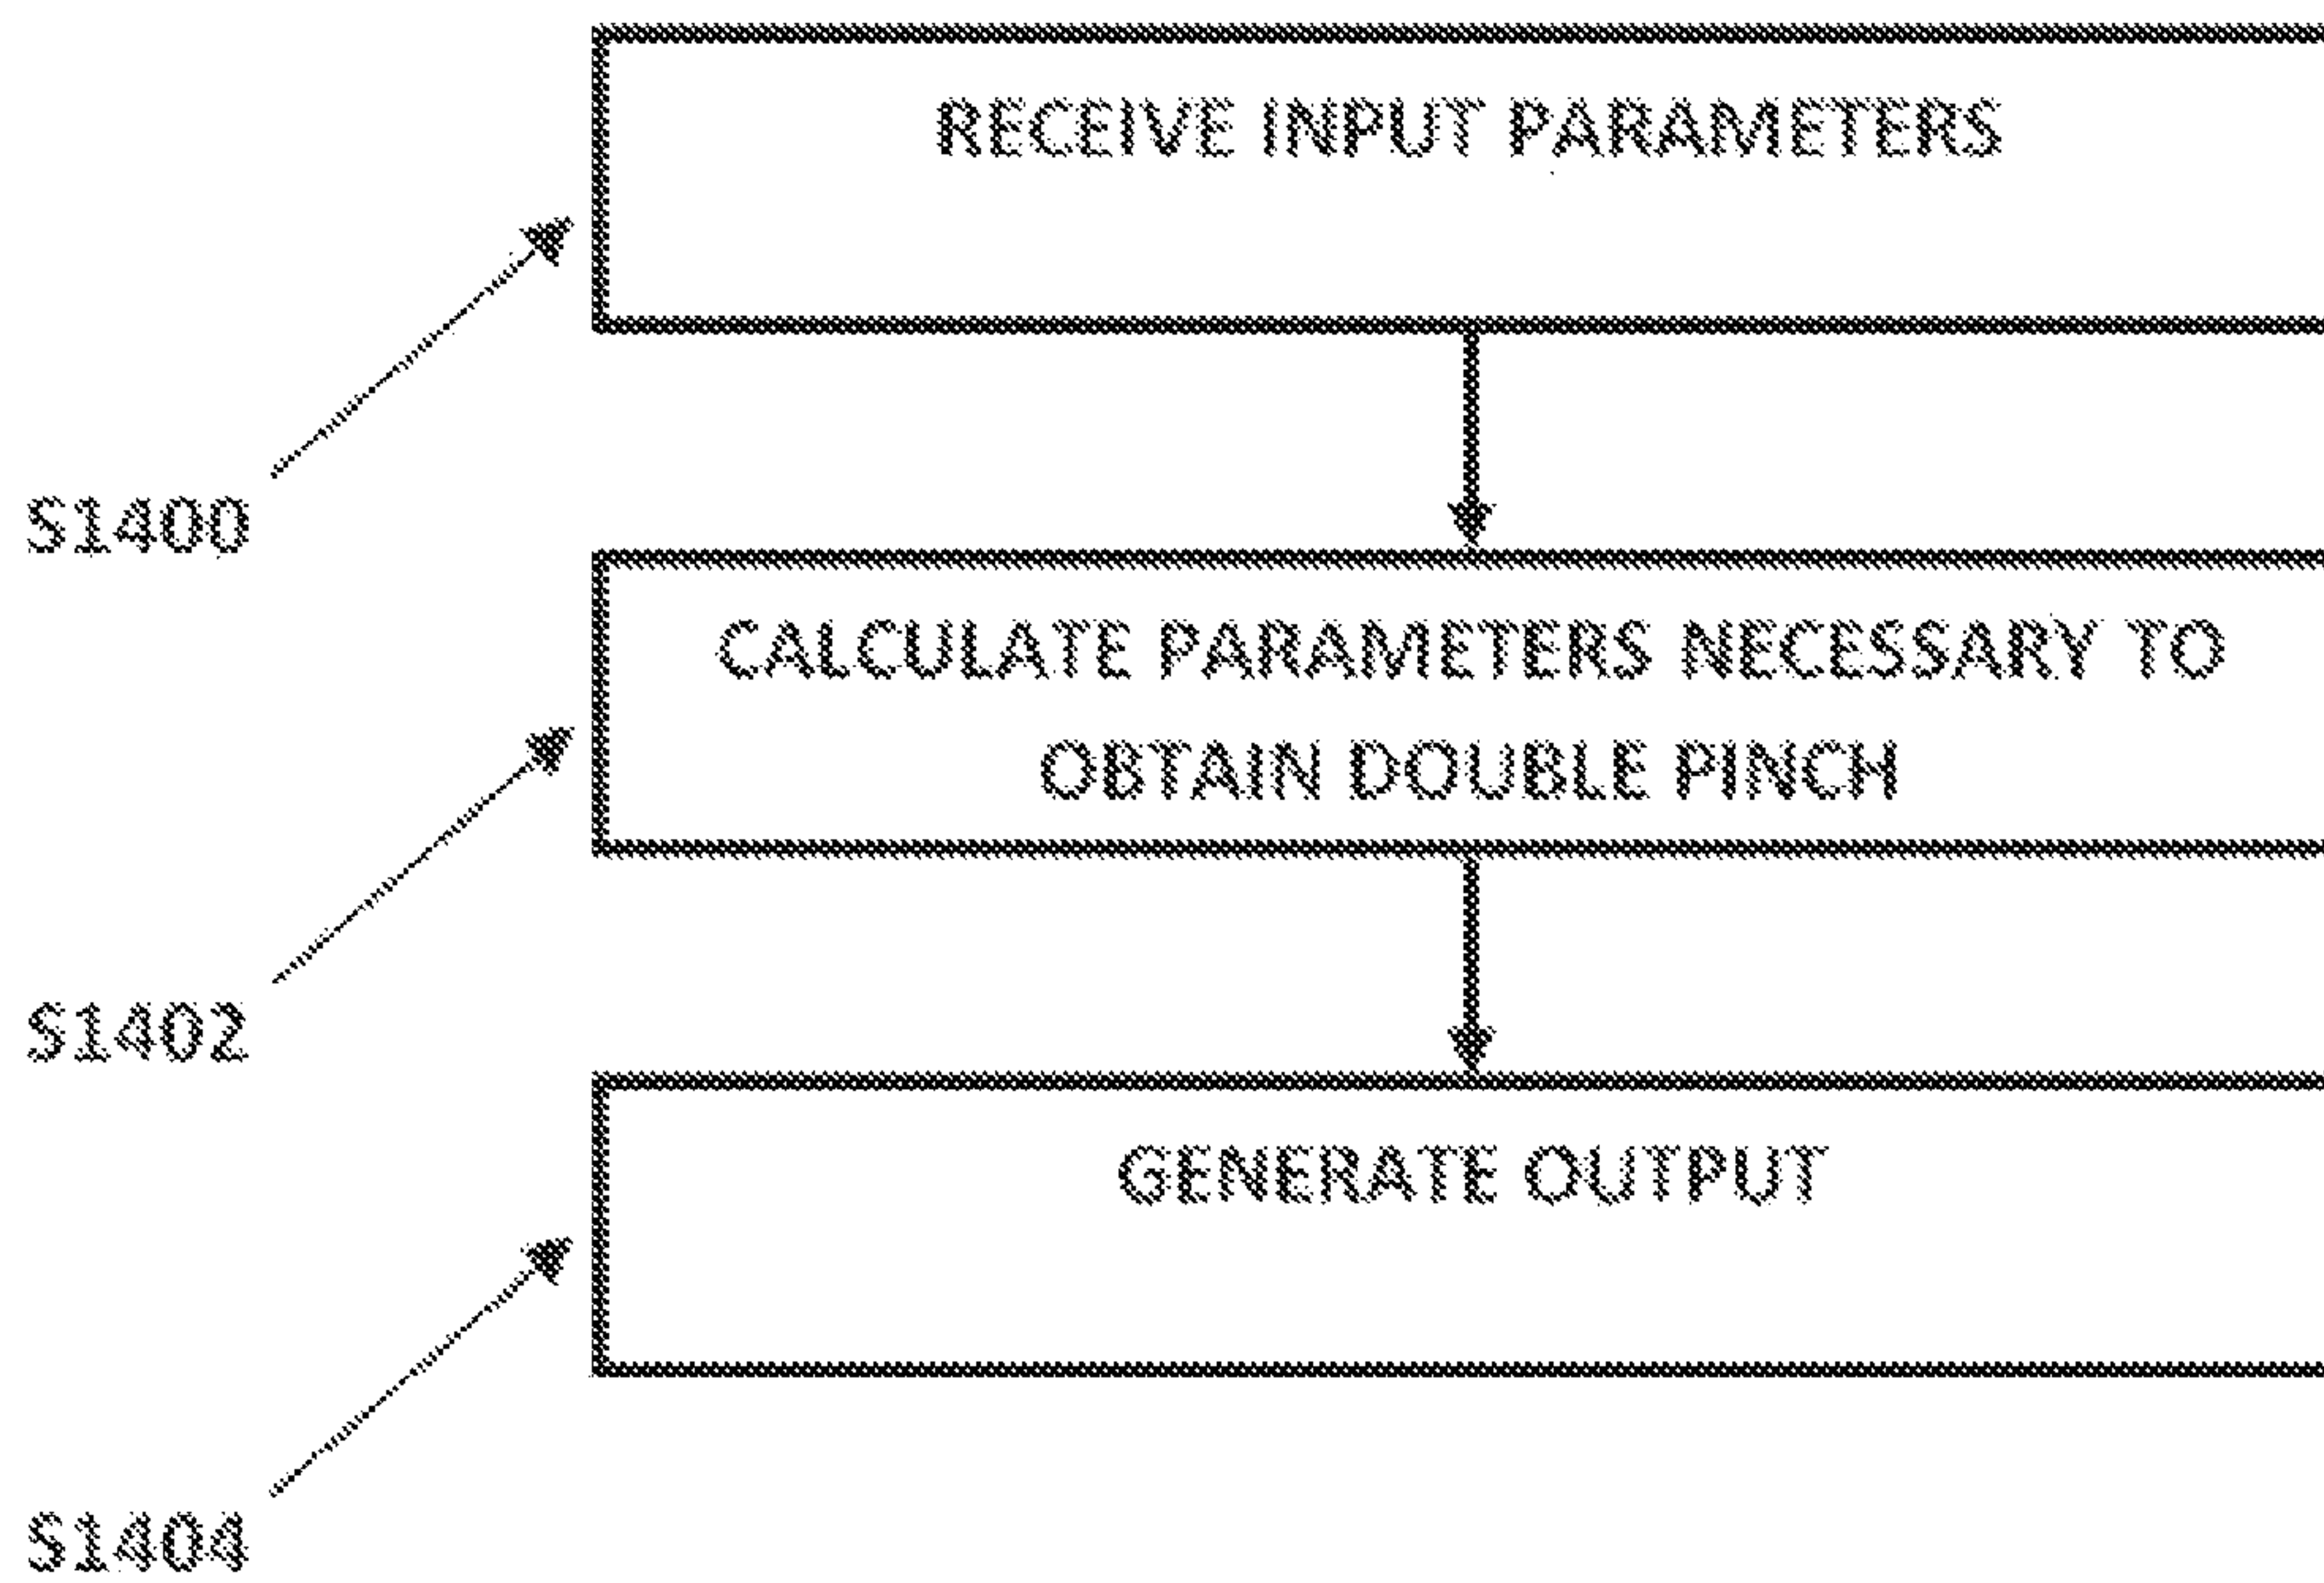 RECEIVE INPUT PARAMETERS
S1400
CALCULATE PARAMETERS NECESSARY TO
OBTAIN DOUBLE PINCH
S1402
GENERATE OUTPUT
S1404